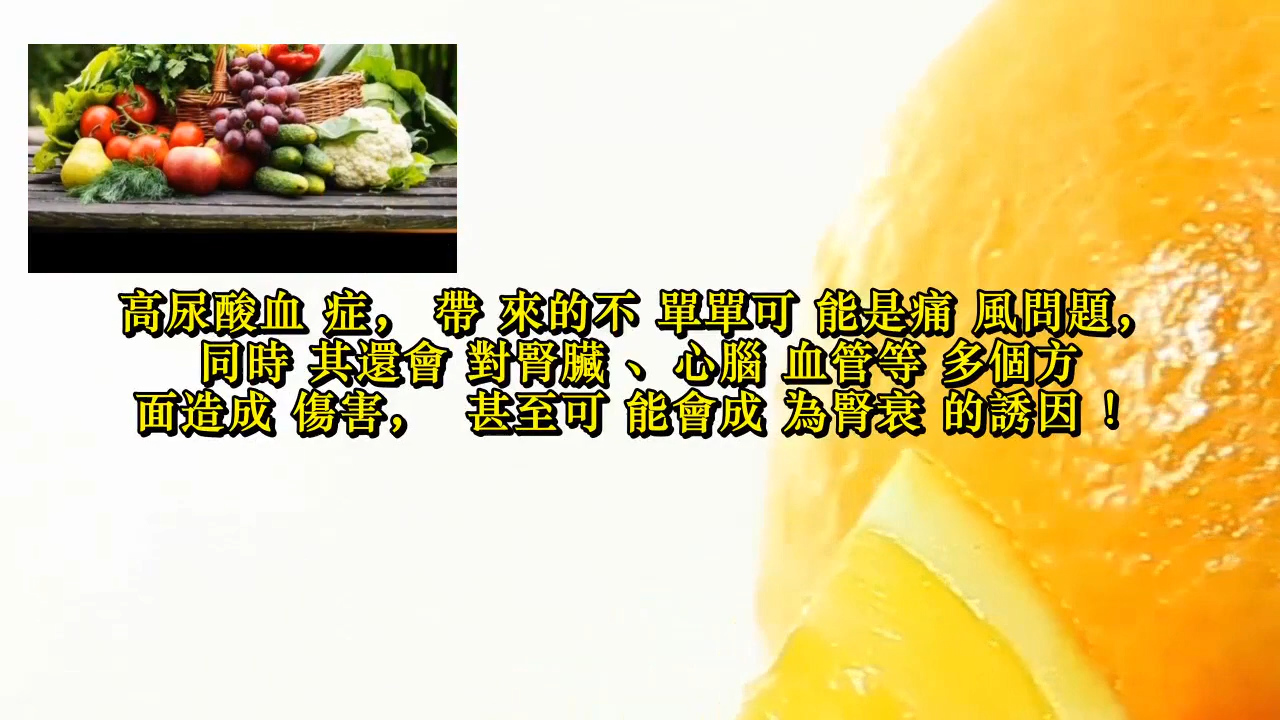 高尿酸血 症， 帶 來的不 單單可 能是痛 風問題，
同時 其還會 對腎臟 、心腦 血管等 多個方
面造成 傷害， 甚至可 能會成 為腎衰 的誘因 ！